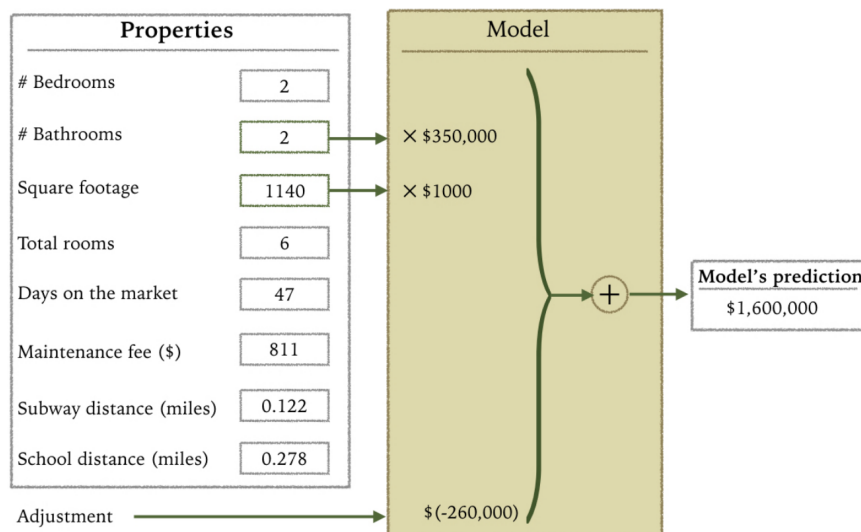 Properties
Model
# Bedrooms 2
# Bathrooms 2 × $350,000
Square footage 1140 × $1000
Total rooms 6
Days on the market 47
+
Model's prediction
$1,600,000
Maintenance fee ($) 811
Subway distance (miles) 0.122
School distance (miles) 0.278
Adjustment $(-260,000)